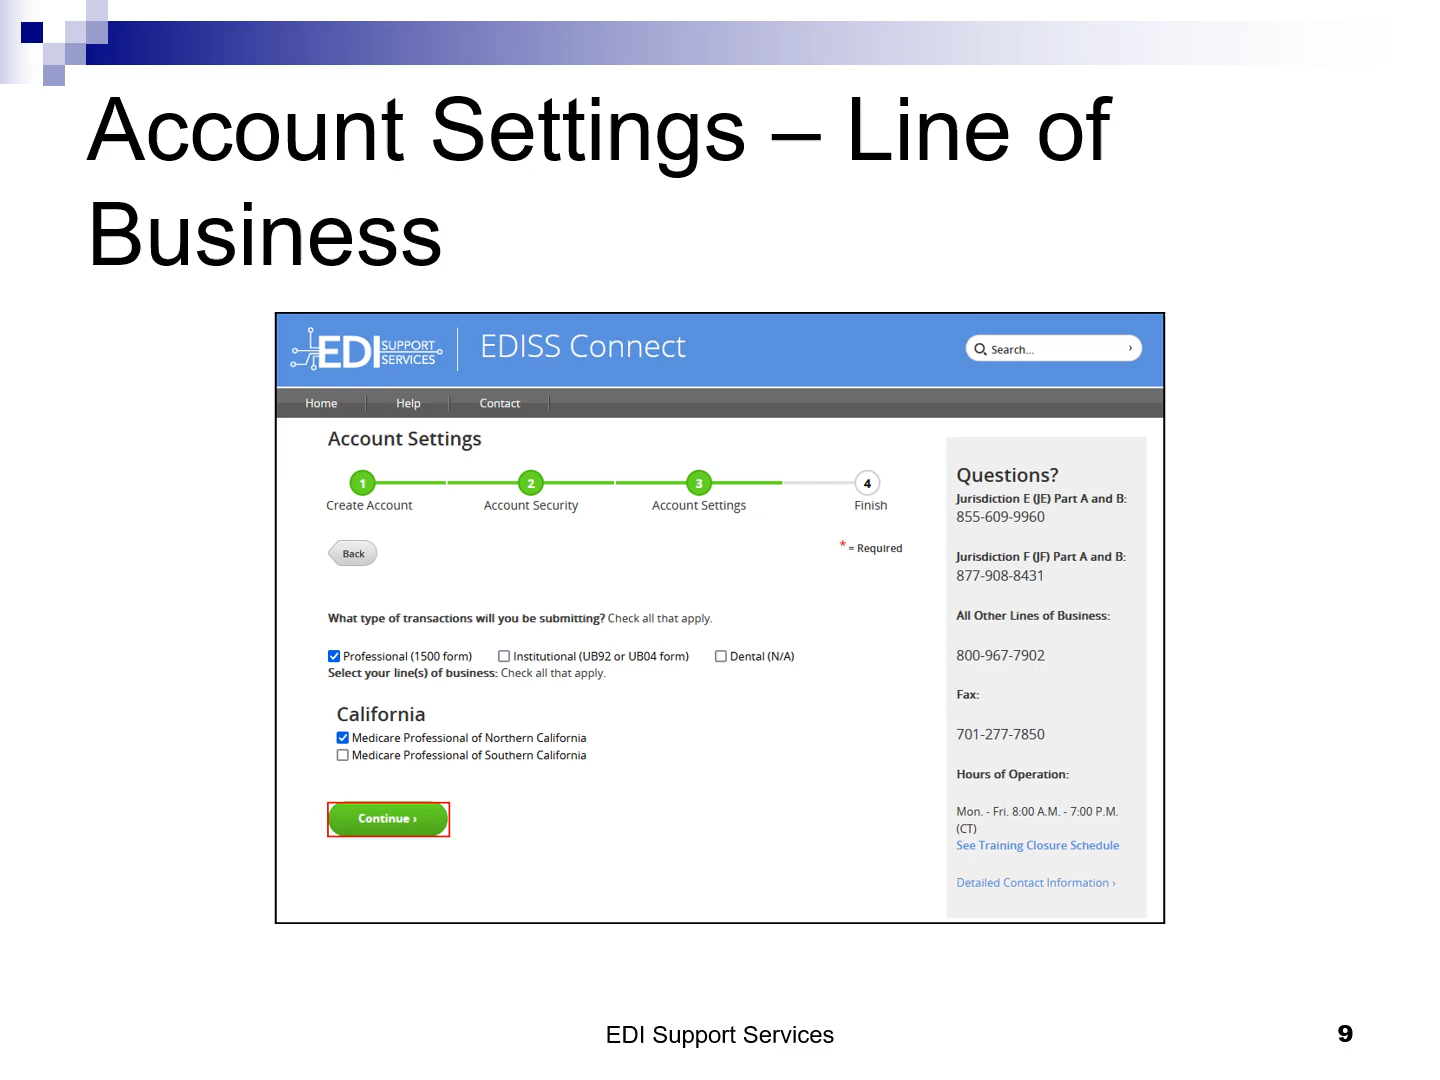 Account Settings – Line of
Business
EDI SUPPORT
SERVICES
EDISS Connect
Search...
Home
Help
Contact
Account Settings
1
2
3
4
Create Account
Account Security
Account Settings
Finish
Back
* = Required
What type of transactions will you be submitting? Check all that apply.
Professional (1500 form)
Institutional (UB92 or UB04 form)
Dental (N/A)
Select your line(s) of business: Check all that apply.
California
Medicare Professional of Northern California
Medicare Professional of Southern California
Continue ›
Questions?
Jurisdiction E (JE) Part A and B:
855-609-9960
Jurisdiction F (JF) Part A and B:
877-908-8431
All Other Lines of Business:
800-967-7902
Fax:
701-277-7850
Hours of Operation:
Mon. - Fri. 8:00 A.M. - 7:00 P.M.
(CT)
See Training Closure Schedule
Detailed Contact Information ›
EDI Support Services
9